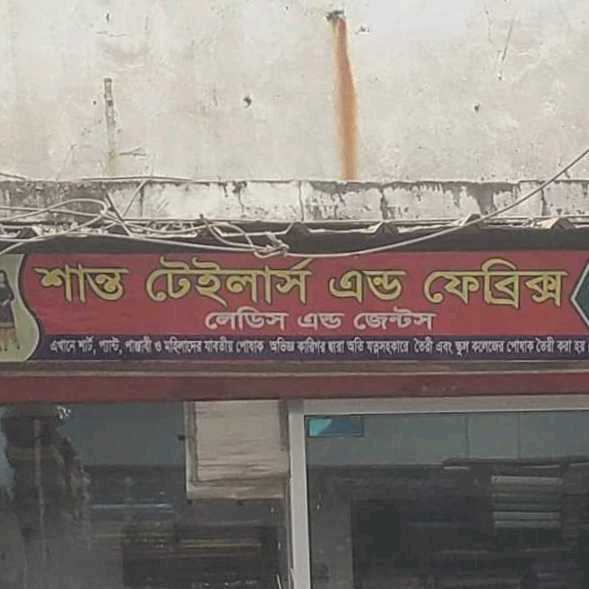 শান্ত টেইলার্স এন্ড ফেব্রিক্স
লেডিস এন্ড জেন্টস
এখানে শার্ট, প্যান্ট, পাঞ্জাবী ও মহিলাদের যাবতীয় পোষাক অভিজ্ঞ কারিগর দ্বারা অতি যত্নসহকারে তৈরী এবং স্কুল কলেজের পোষাক তৈরী করা হয়।